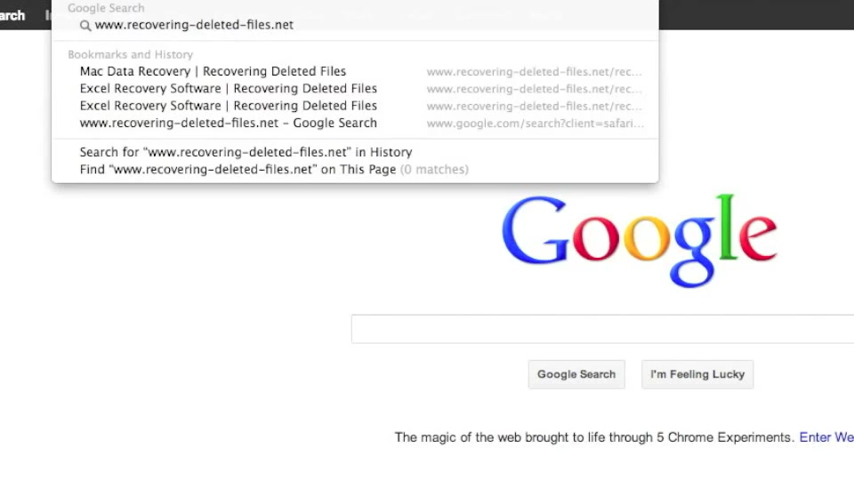 Google Search
arch
www.recovering-deleted-files.net
Bookmarks and History
Mac Data Recovery | Recovering Deleted Files www.recovering-deleted-files.net/rec...
Excel Recovery Software | Recovering Deleted Files www.recovering-deleted-files.net/rec...
Excel Recovery Software | Recovering Deleted Files www.recovering-deleted-files.net/rec...
www.recovering-deleted-files.net – Google Search www.google.com/search?client=safari...
Search for “www.recovering-deleted-files.net” in History
Find “www.recovering-deleted-files.net” on This Page (0 matches)
Google
Google Search I'm Feeling Lucky
The magic of the web brought to life through 5 Chrome Experiments. Enter We